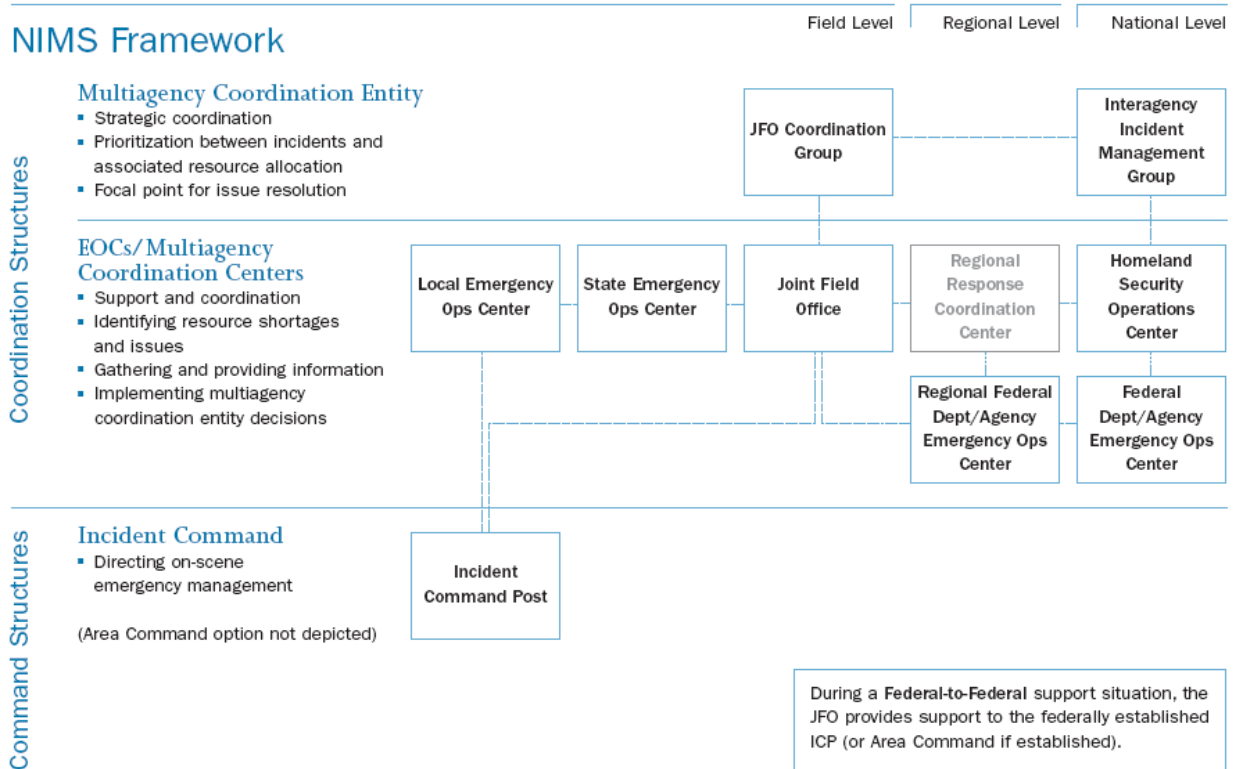 NIMS Framework
Field Level
Regional Level
National Level
Coordination Structures
Multiagency Coordination Entity
▪ Strategic coordination
▪ Prioritization between incidents and
associated resource allocation
▪ Focal point for issue resolution
JFO Coordination
Group
Interagency
Incident
Management
Group
EOCs/Multiagency
Coordination Centers
▪ Support and coordination
▪ Identifying resource shortages
and issues
▪ Gathering and providing information
▪ Implementing multiagency
coordination entity decisions
Local Emergency
Ops Center
State Emergency
Ops Center
Joint Field
Office
Regional
Response
Coordination
Center
Homeland
Security
Operations
Center
Regional Federal
Dept/Agency
Emergency Ops
Center
Federal
Dept/Agency
Emergency Ops
Center
Command Structures
Incident Command
▪ Directing on-scene
emergency management
(Area Command option not depicted)
Incident
Command Post
During a Federal-to-Federal support situation, the
JFO provides support to the federally established
ICP (or Area Command if established).